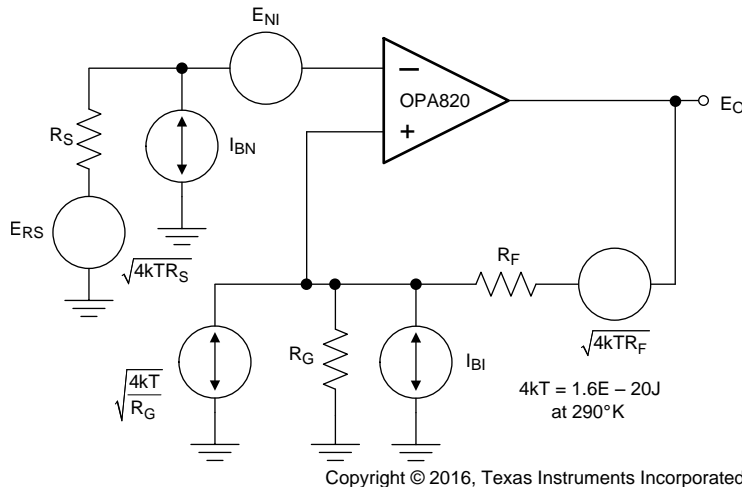 E_NI
−
OPA820
+
E_O
R_S
I_BN
E_RS
√4kTR_S
R_F
√4kTR_F
√4kT/R_G
R_G
I_BI
4kT = 1.6E – 20J
at 290°K
Copyright © 2016, Texas Instruments Incorporated